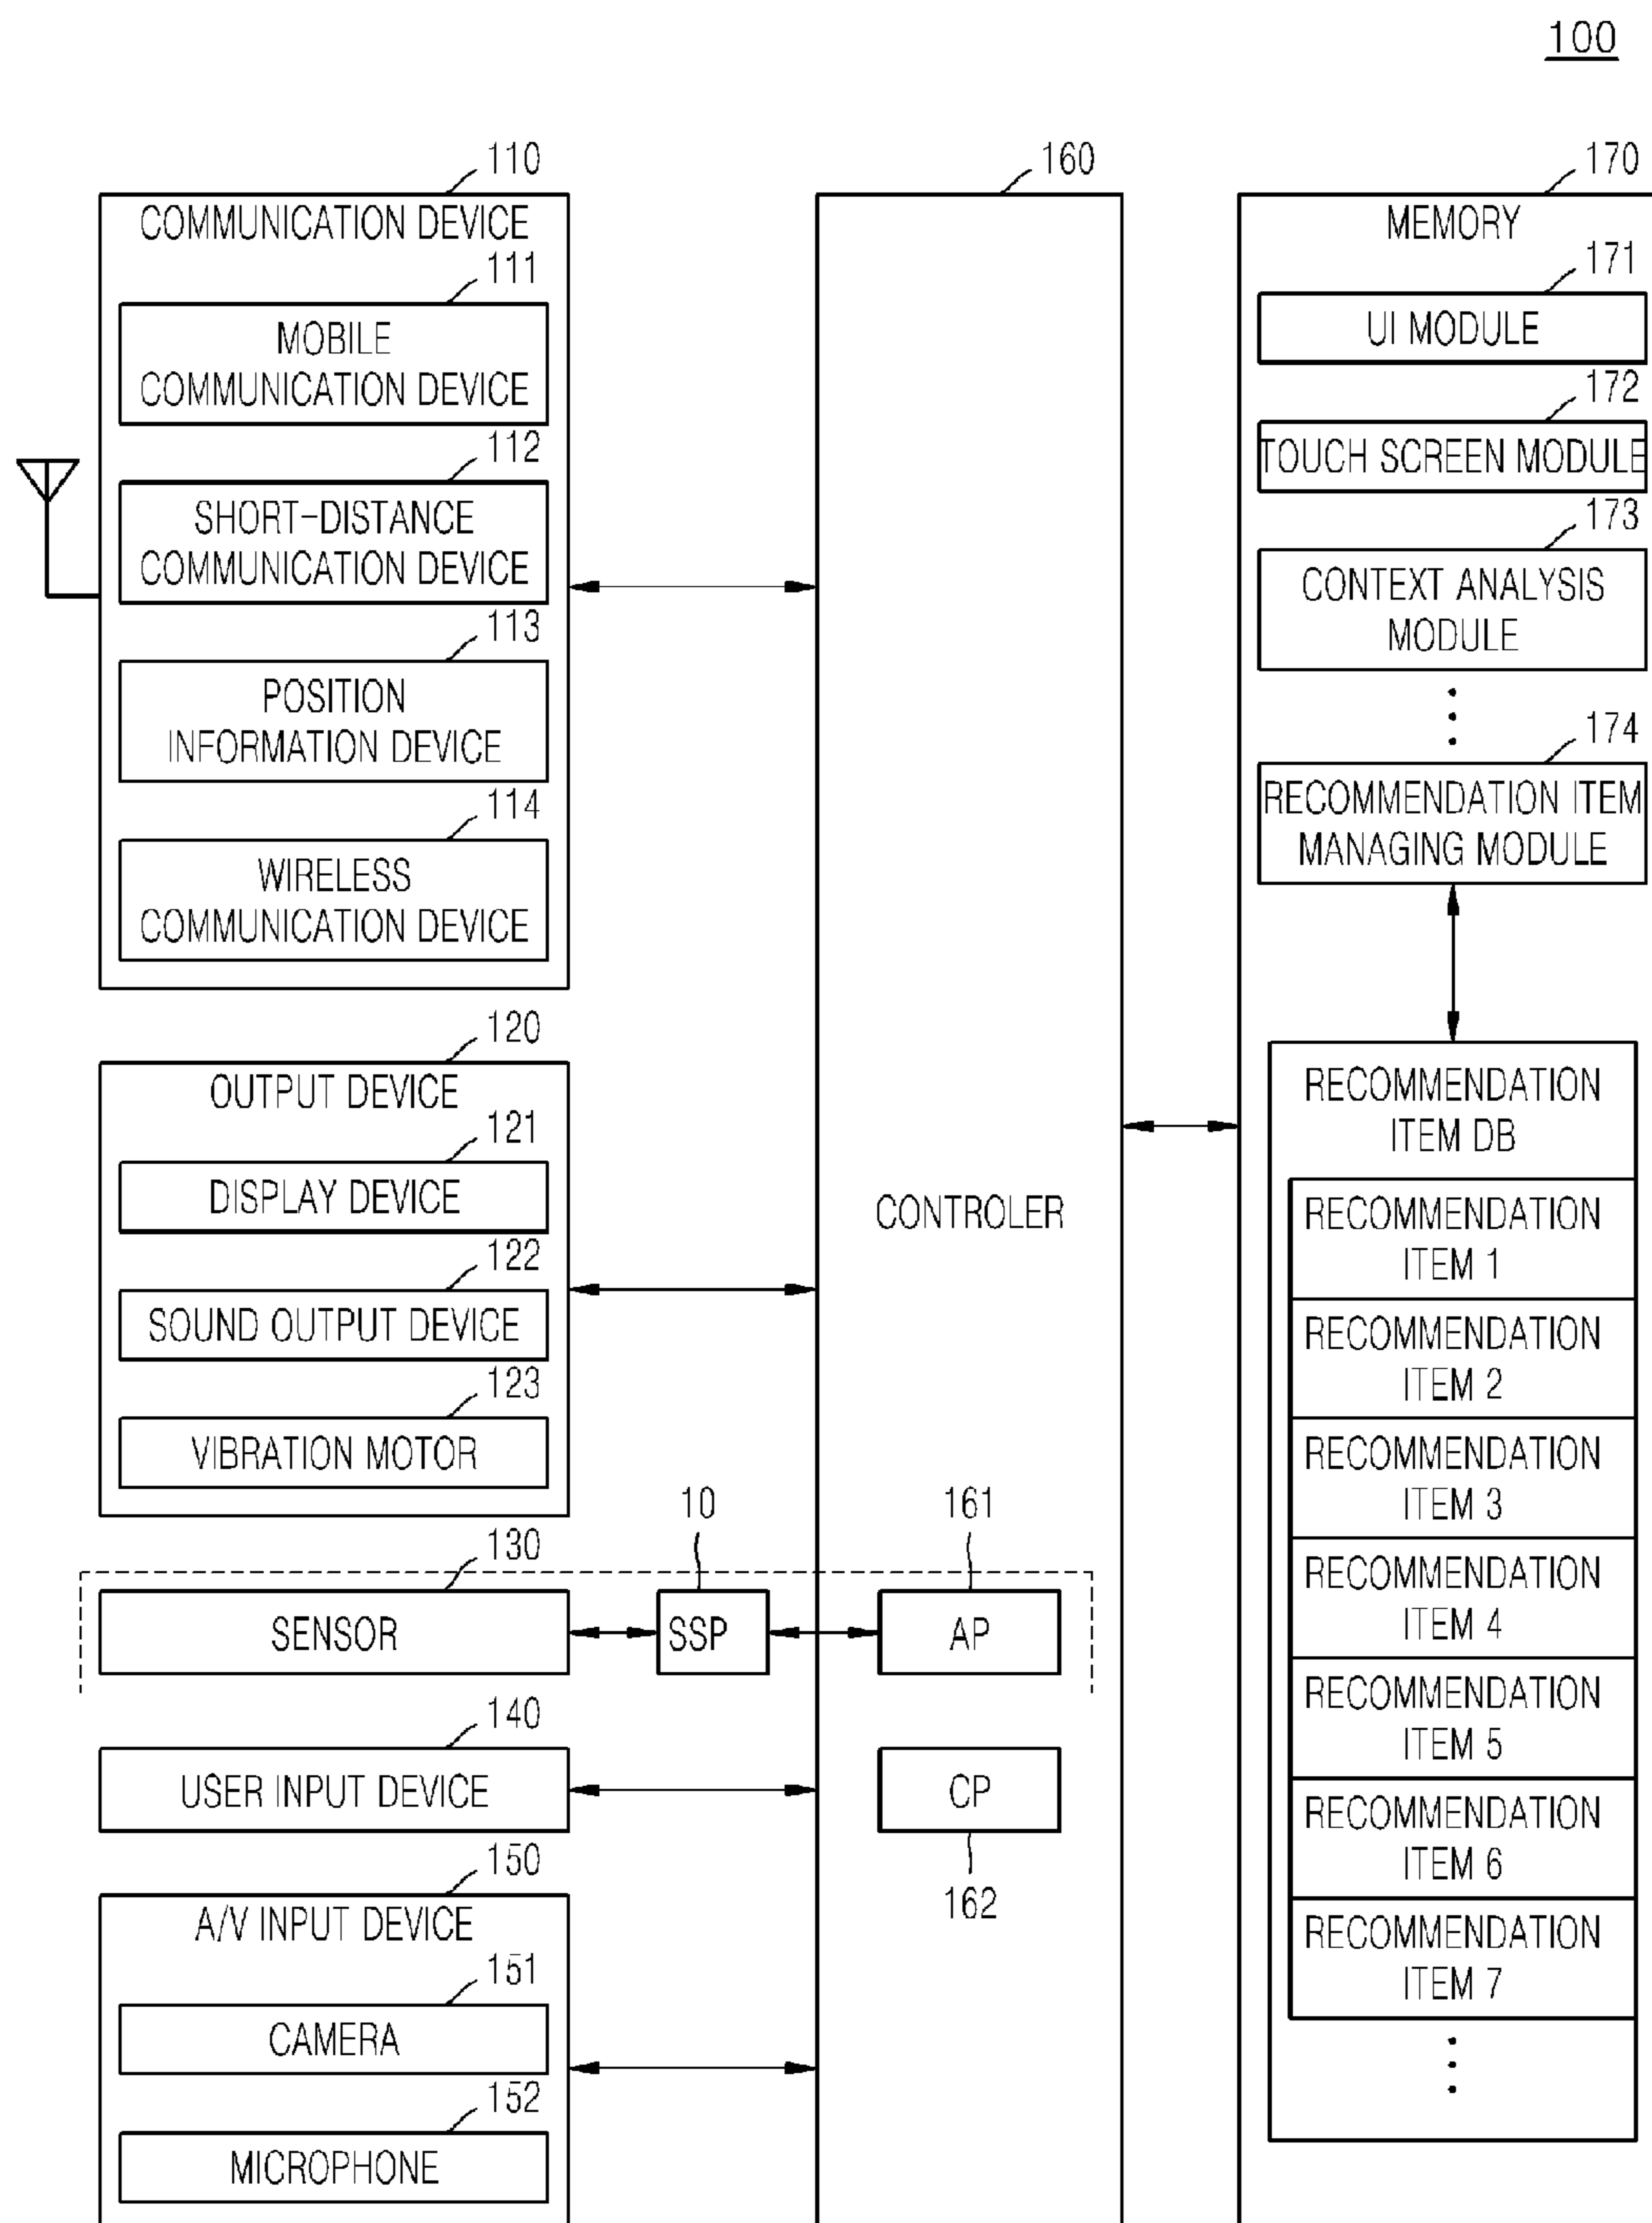 100
110
COMMUNICATION DEVICE
111
MOBILE
COMMUNICATION DEVICE
112
SHORT-DISTANCE
COMMUNICATION DEVICE
113
POSITION
INFORMATION DEVICE
114
WIRELESS
COMMUNICATION DEVICE
120
OUTPUT DEVICE
121
DISPLAY DEVICE
122
SOUND OUTPUT DEVICE
123
VIBRATION MOTOR
130
SENSOR
10
SSP
140
USER INPUT DEVICE
150
A/V INPUT DEVICE
151
CAMERA
152
MICROPHONE
160
CONTROLER
161
AP
CP
162
170
MEMORY
171
UI MODULE
172
TOUCH SCREEN MODULE
173
CONTEXT ANALYSIS
MODULE
174
RECOMMENDATION ITEM
MANAGING MODULE
RECOMMENDATION
ITEM DB
RECOMMENDATION
ITEM 1
RECOMMENDATION
ITEM 2
RECOMMENDATION
ITEM 3
RECOMMENDATION
ITEM 4
RECOMMENDATION
ITEM 5
RECOMMENDATION
ITEM 6
RECOMMENDATION
ITEM 7